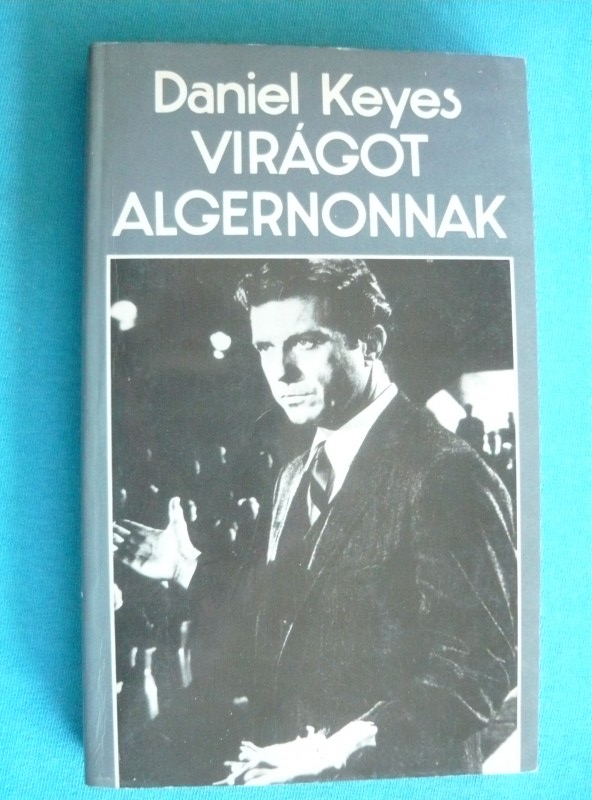 Daniel Keyes
VIRÁGOT
ALGERNONNAK